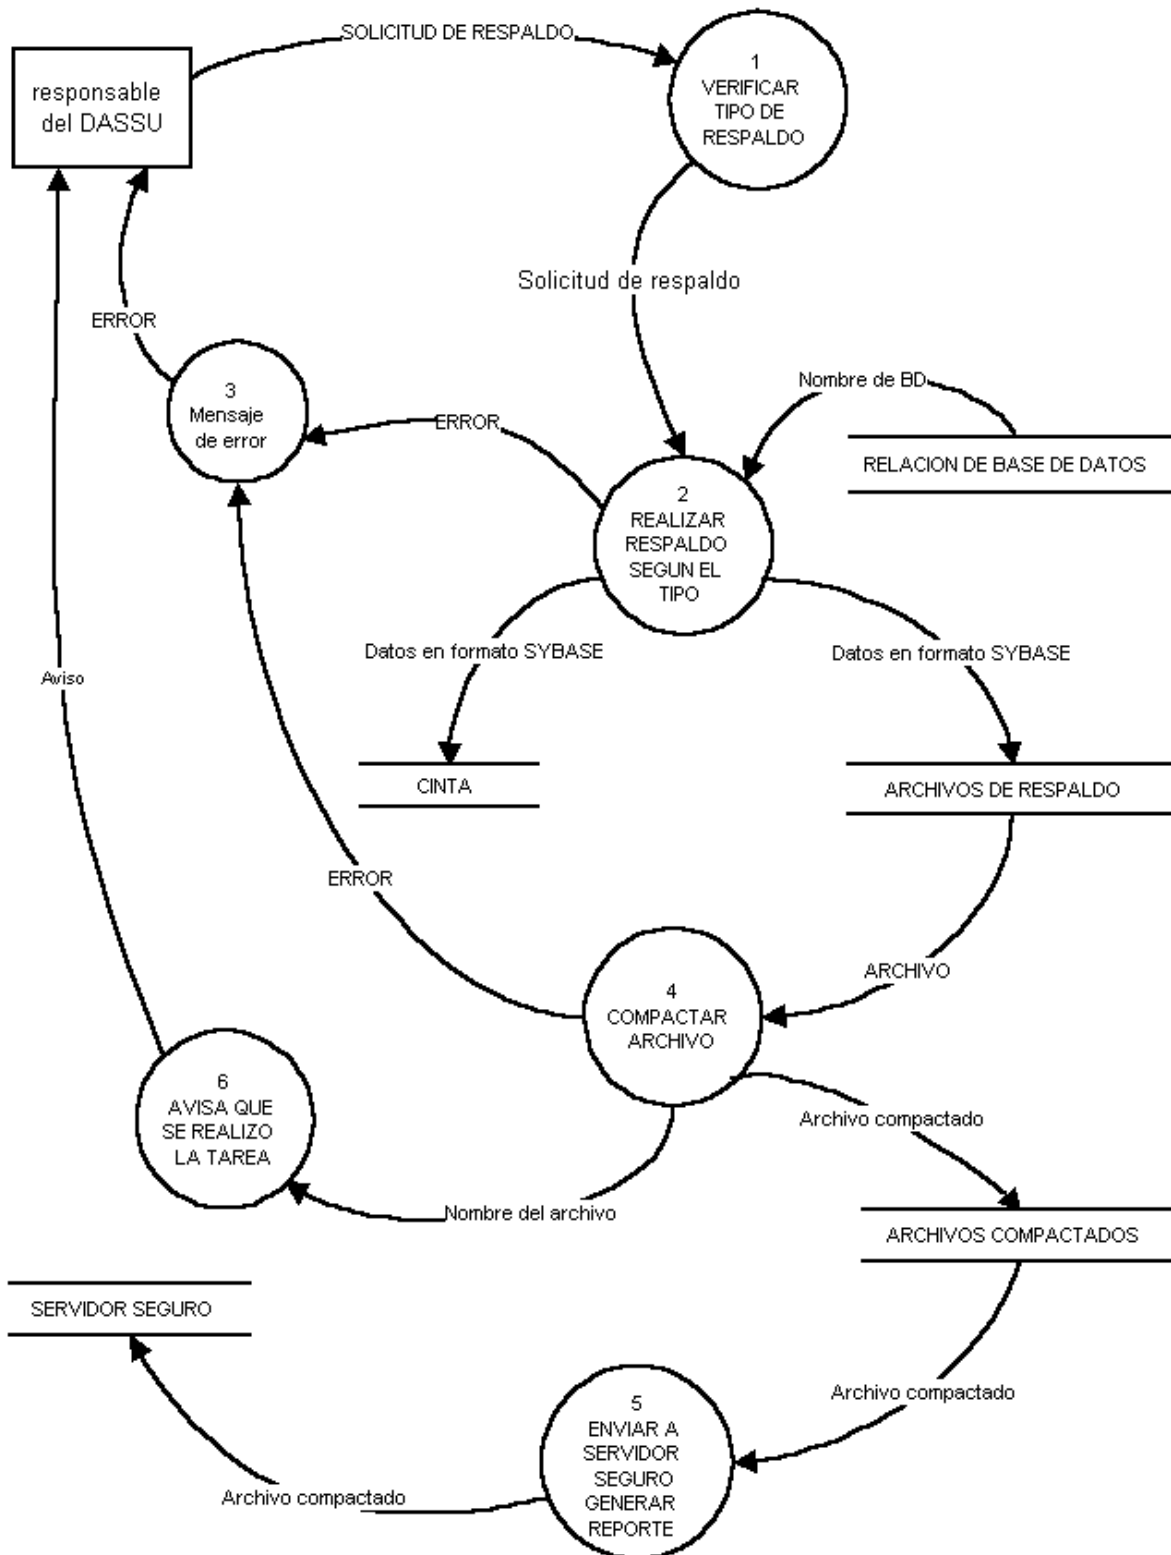 SOLICITUD DE RESPALDO
responsable
del DASSU
1
VERIFICAR
TIPO DE
RESPALDO
Solicitud de respaldo
ERROR
3
Mensaje
de error
ERROR
Nombre de BD
RELACION DE BASE DE DATOS
2
REALIZAR
RESPALDO
SEGUN EL
TIPO
Datos en formato SYBASE
Datos en formato SYBASE
Aviso
CINTA
ARCHIVOS DE RESPALDO
ERROR
ARCHIVO
4
COMPACTAR
ARCHIVO
6
AVISA QUE
SE REALIZO
LA TAREA
Archivo compactado
Nombre del archivo
ARCHIVOS COMPACTADOS
SERVIDOR SEGURO
Archivo compactado
5
ENVIAR A
SERVIDOR
SEGURO
GENERAR
REPORTE
Archivo compactado